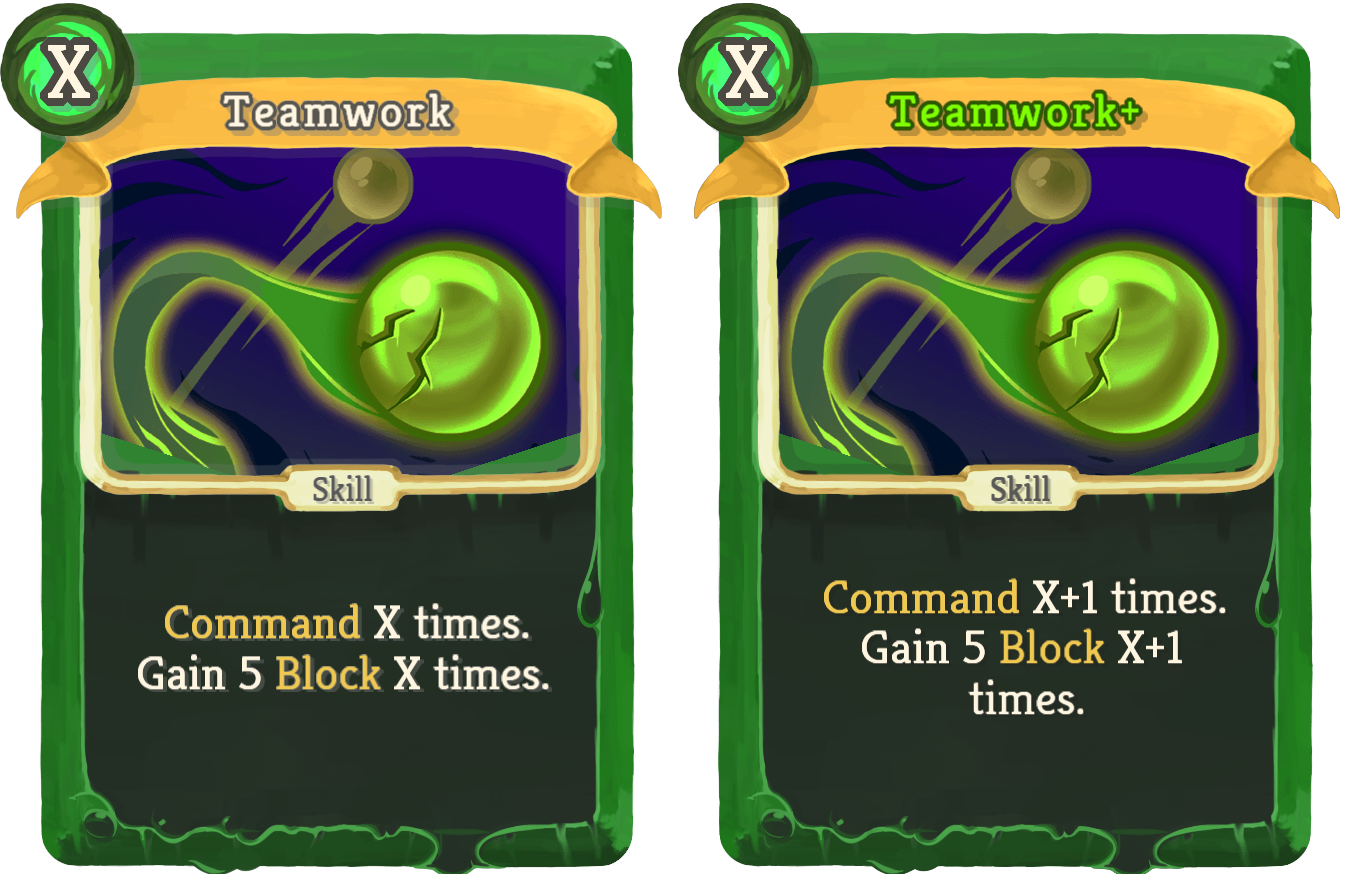 X
Teamwork
Skill
Command X times.
Gain 5 Block X times.
X
Teamwork+
Skill
Command X+1 times.
Gain 5 Block X+1
times.